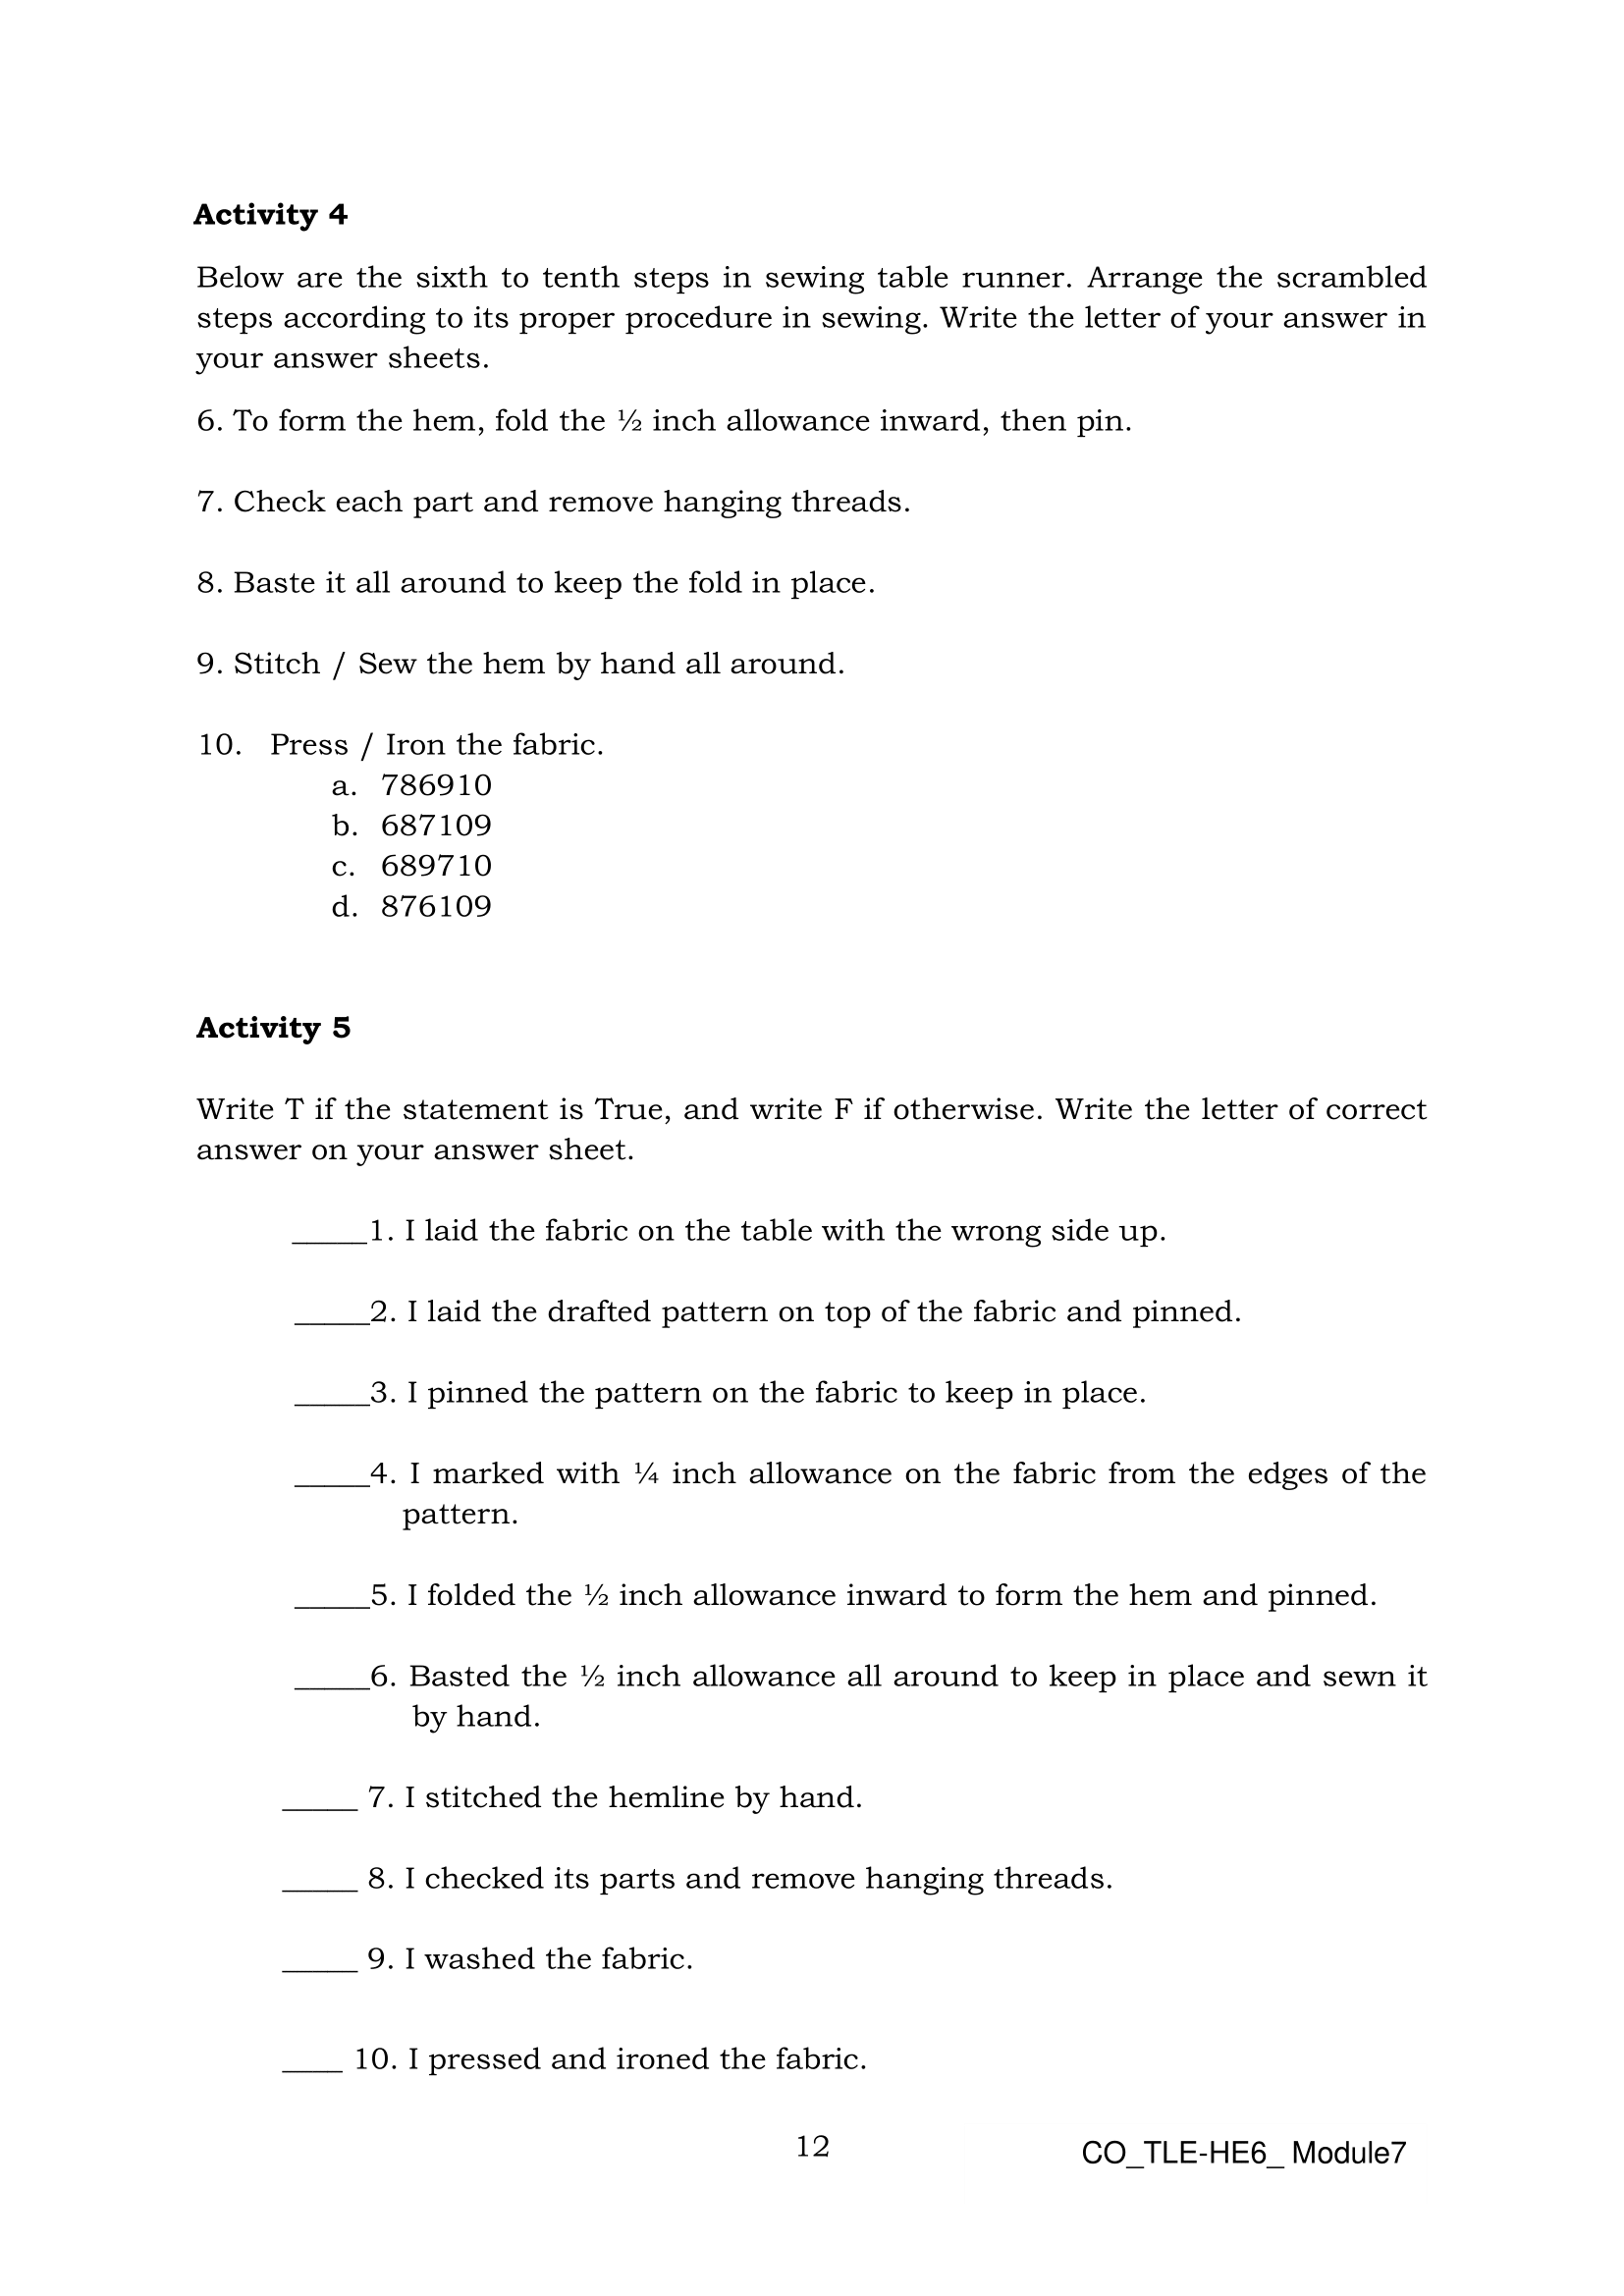 Activity 4
Below are the sixth to tenth steps in sewing table runner. Arrange the scrambled
steps according to its proper procedure in sewing. Write the letter of your answer in
your answer sheets.
6. To form the hem, fold the ½ inch allowance inward, then pin.
7. Check each part and remove hanging threads.
8. Baste it all around to keep the fold in place.
9. Stitch / Sew the hem by hand all around.
10. Press / Iron the fabric.
a. 786910
b. 687109
c. 689710
d. 876109
Activity 5
Write T if the statement is True, and write F if otherwise. Write the letter of correct
answer on your answer sheet.
_____1. I laid the fabric on the table with the wrong side up.
_____2. I laid the drafted pattern on top of the fabric and pinned.
_____3. I pinned the pattern on the fabric to keep in place.
_____4. I marked with ¼ inch allowance on the fabric from the edges of the
pattern.
_____5. I folded the ½ inch allowance inward to form the hem and pinned.
_____6. Basted the ½ inch allowance all around to keep in place and sewn it
by hand.
_____ 7. I stitched the hemline by hand.
_____ 8. I checked its parts and remove hanging threads.
_____ 9. I washed the fabric.
____ 10. I pressed and ironed the fabric.
12
CO_TLE-HE6_ Module7